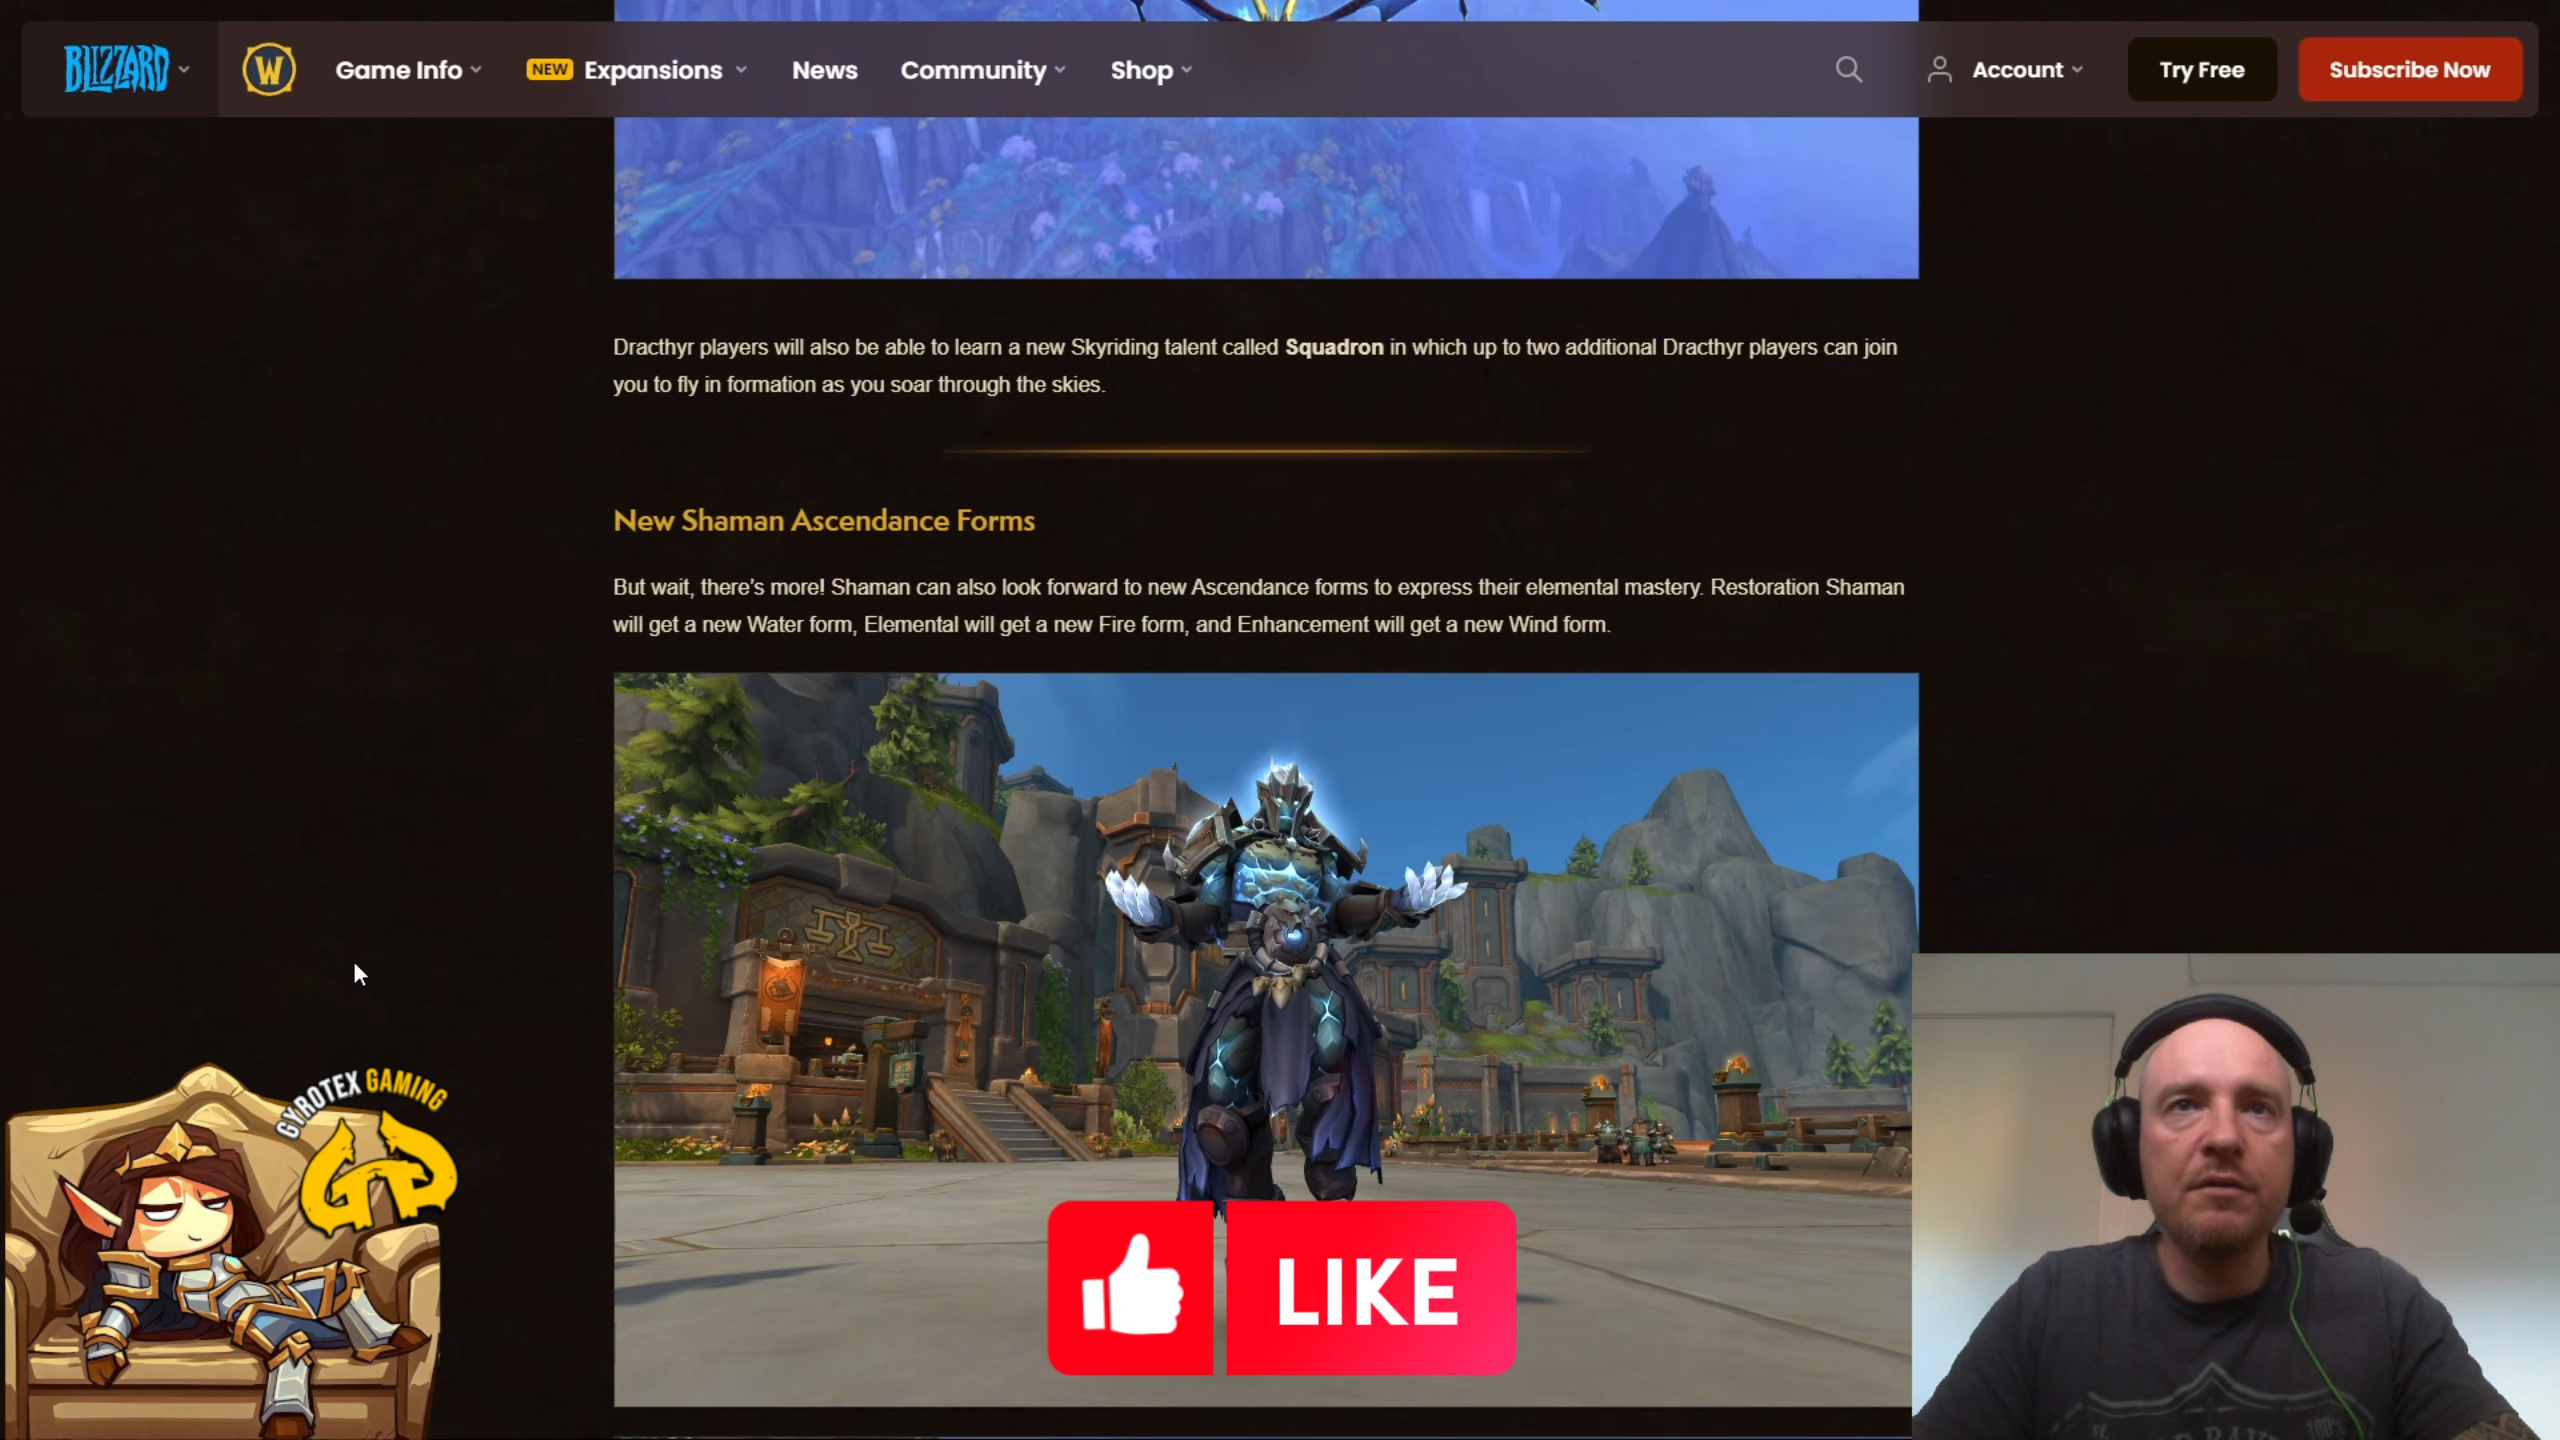 BLIZZARD
W
Game Info
NEW Expansions
News
Community
Shop
Account
Try Free
Subscribe Now
Dracthyr players will also be able to learn a new Skyriding talent called Squadron in which up to two additional Dracthyr players can join
you to fly in formation as you soar through the skies.
New Shaman Ascendance Forms
But wait, there’s more! Shaman can also look forward to new Ascendance forms to express their elemental mastery. Restoration Shaman
will get a new Water form, Elemental will get a new Fire form, and Enhancement will get a new Wind form.
GYROTEX GAMING
LIKE